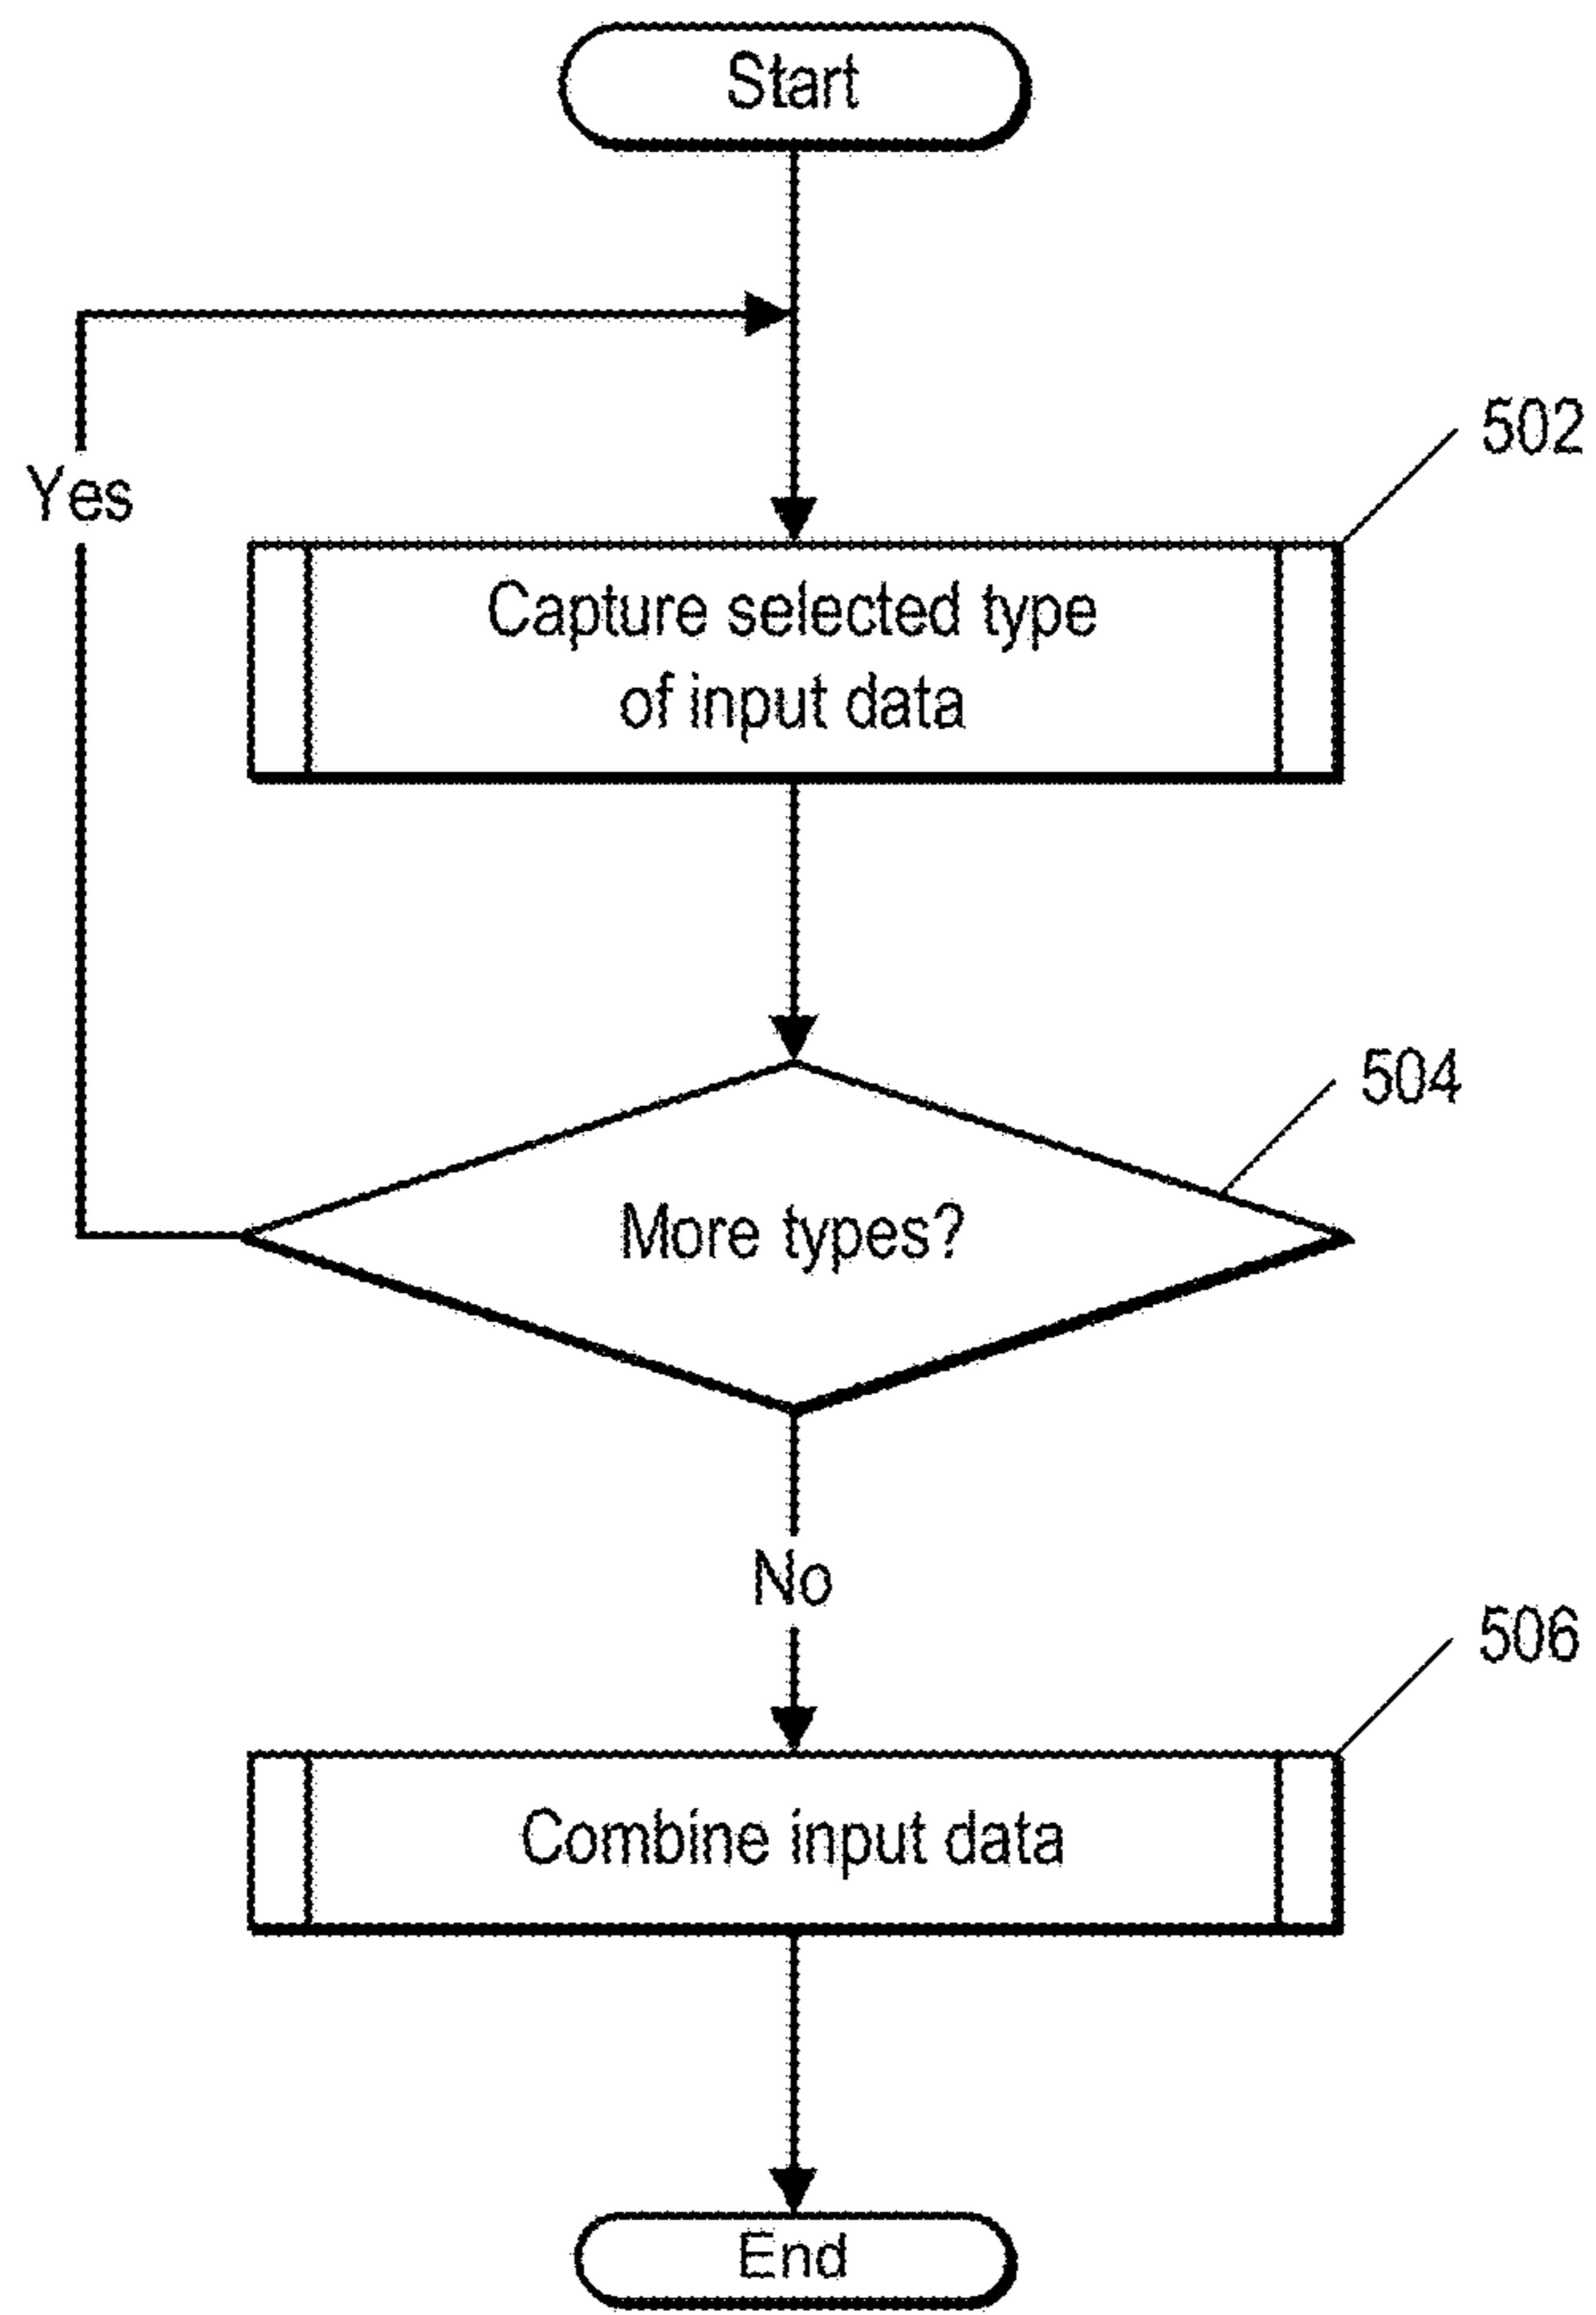 Start
502
Yes
Capture selected type
of input data
504
More types?
No
506
Combine input data
End